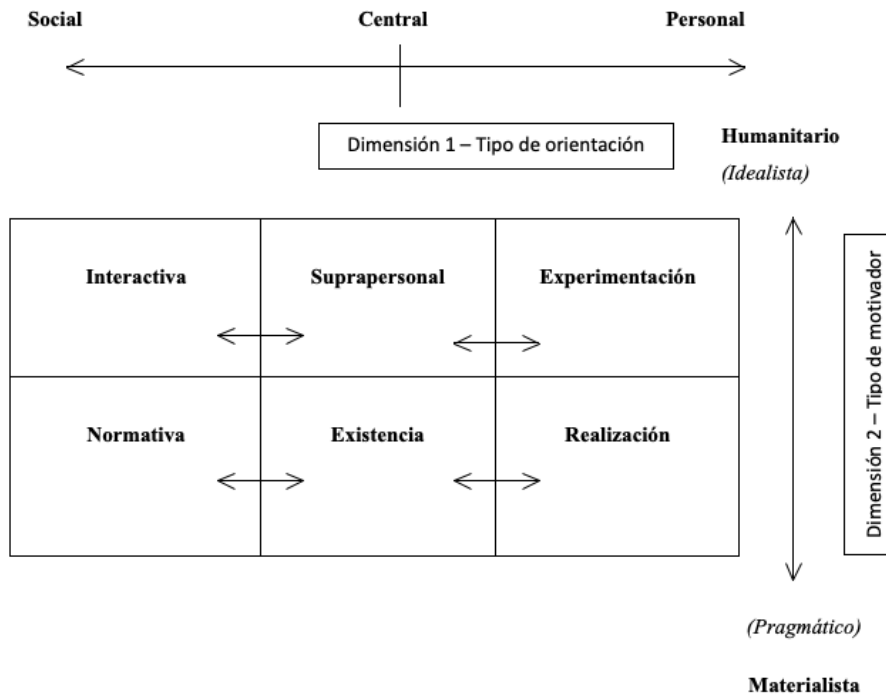 Social Central Personal
Dimensión 1 – Tipo de orientación
Humanitario
(Idealista)
Interactiva Suprapersonal Experimentación
Normativa Existencia Realización
Dimensión 2 – Tipo de motivador
(Pragmático)
Materialista